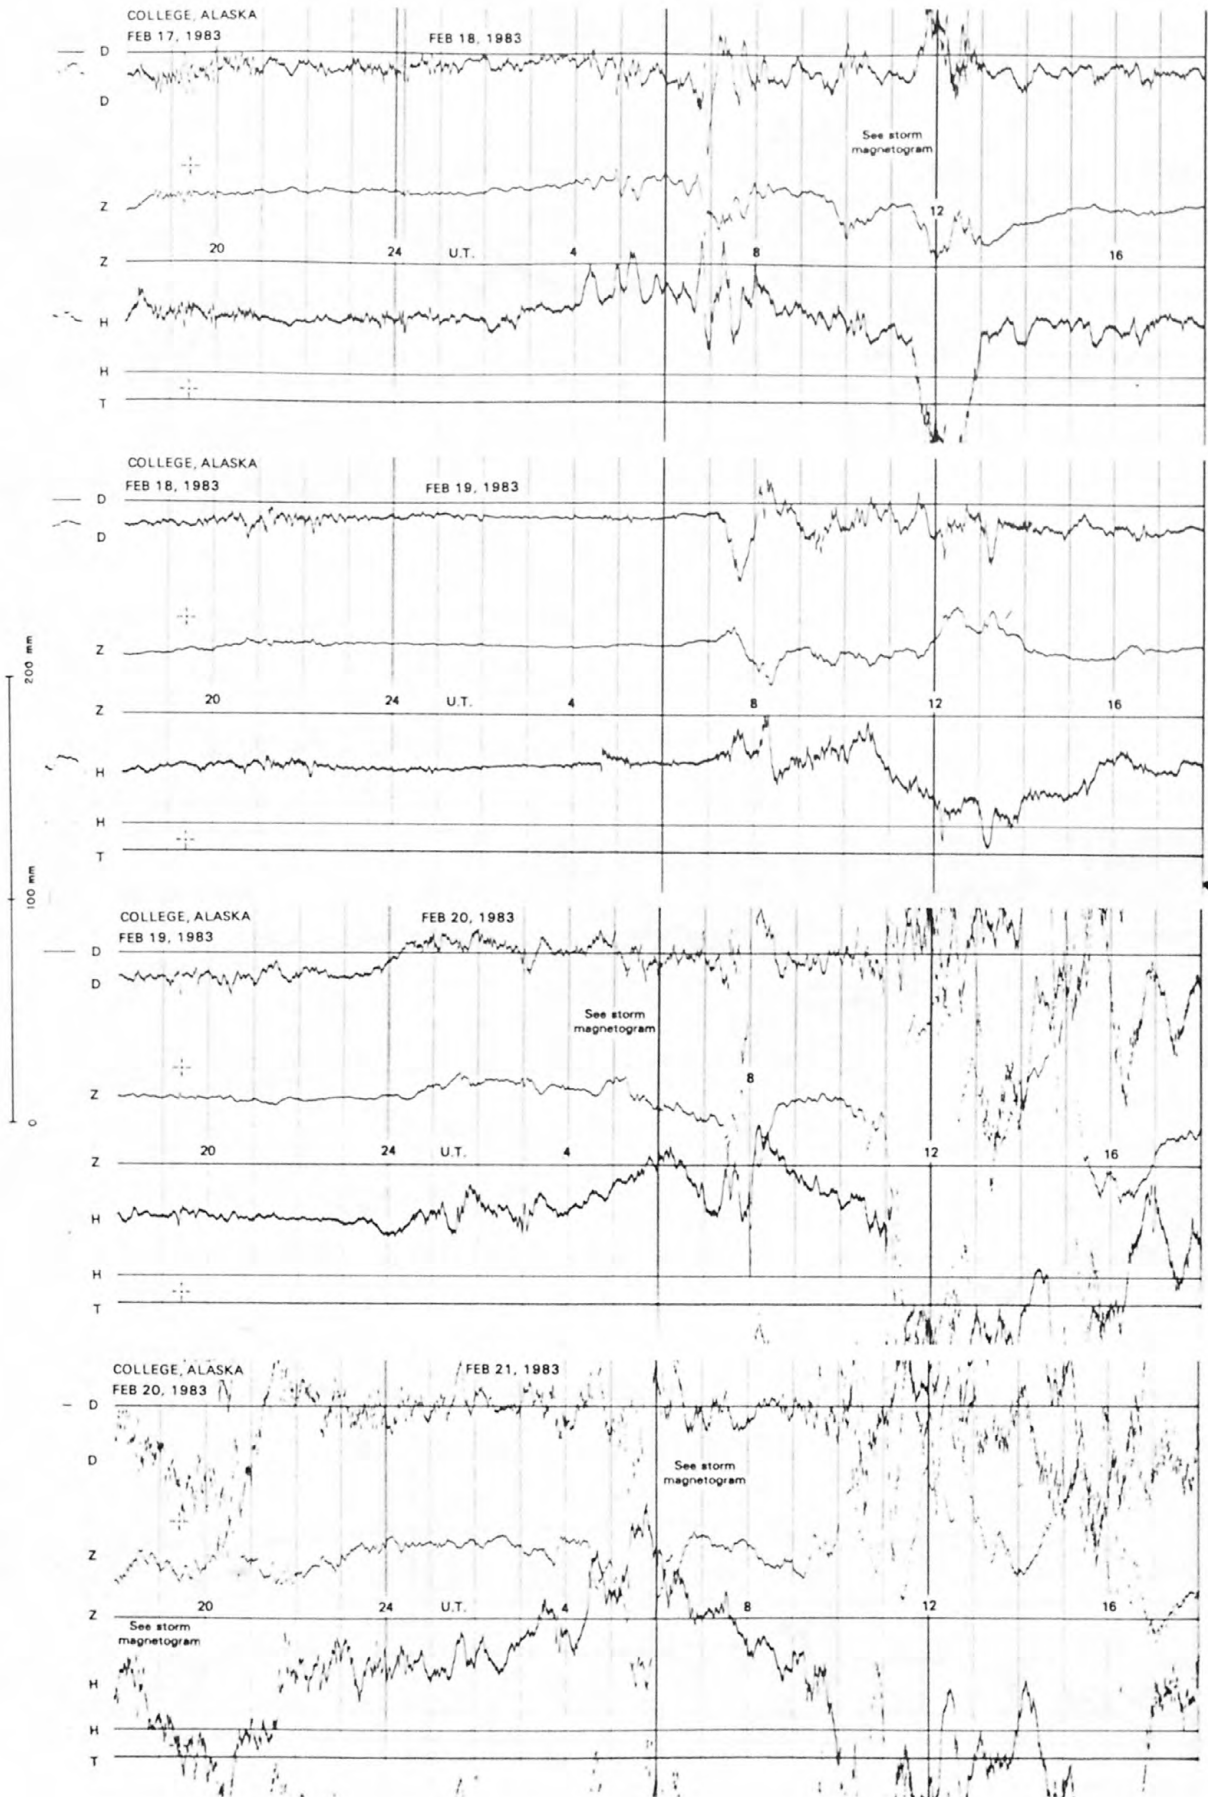 COLLEGE, ALASKA
FEB 17, 1983
FEB 18, 1983
D
D
See storm
magnetogram
Z
12
20
24
U.T.
4
8
16
Z
H
H
T
COLLEGE, ALASKA
FEB 18, 1983
FEB 19, 1983
D
D
Z
20
24
U.T.
4
8
12
16
Z
H
H
T
200 mm
100 mm
0
COLLEGE, ALASKA
FEB 19, 1983
FEB 20, 1983
D
D
See storm
magnetogram
8
Z
20
24
U.T.
4
12
16
Z
H
H
T
COLLEGE, ALASKA
FEB 20, 1983
FEB 21, 1983
D
D
See storm
magnetogram
Z
20
24
U.T.
4
8
12
16
Z
See storm
magnetogram
H
H
T